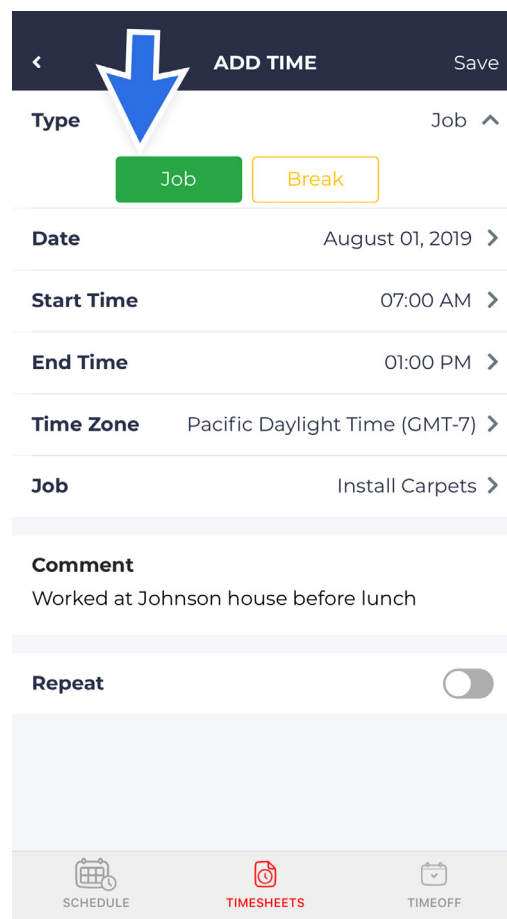 ADD TIME Save
Type Job
Job Break
Date August 01, 2019
Start Time 07:00 AM
End Time 01:00 PM
Time Zone Pacific Daylight Time (GMT-7)
Job Install Carpets
Comment
Worked at Johnson house before lunch
Repeat
SCHEDULE TIMESHEETS TIMEOFF